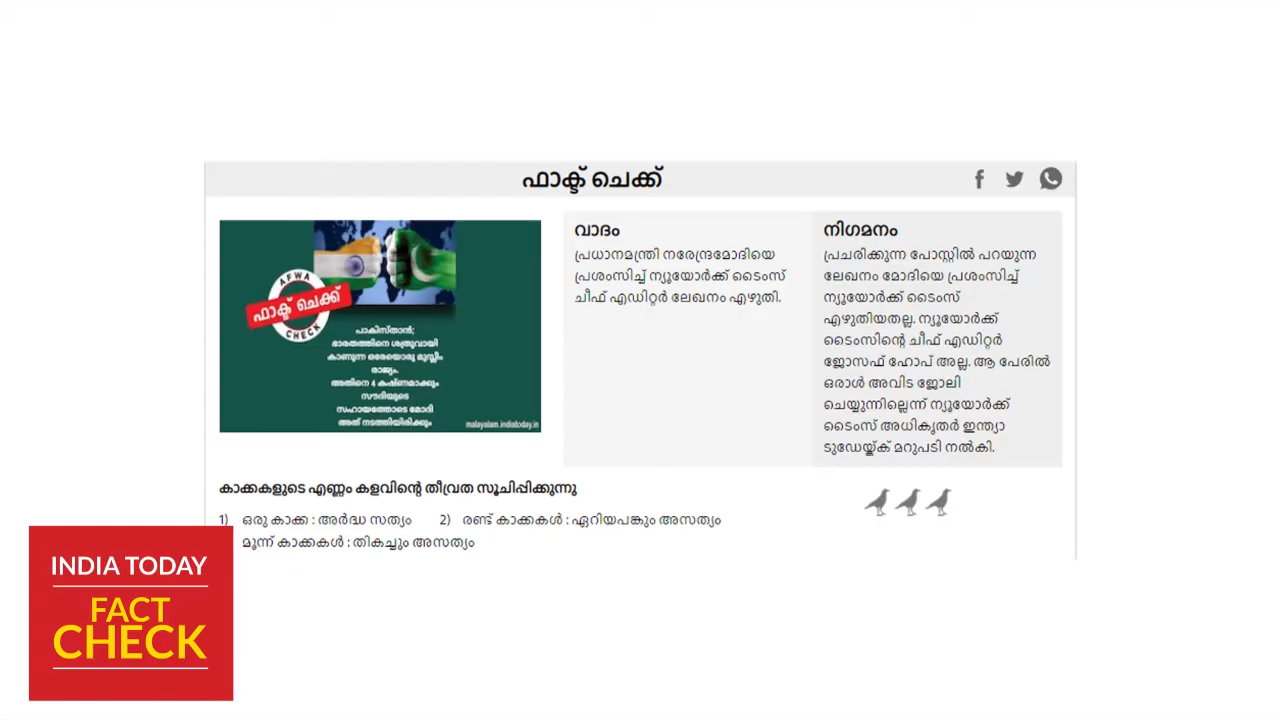 ഫാക്ട് ചെക്ക്
AFWA
ഫാക്ട് ചെക്ക്
CHECK
പാകിസ്താൻ;
ഭാരതത്തിനെ ശത്രുവായി
കാണുന്ന ഒരേയൊരു മുസ്ലീം
രാജ്യം.
അതിനെ 4 കഷ്ണമാക്കും
സൗദിയുടെ
സഹായത്തോടെ മോദി
അത് നടത്തിയിരിക്കും
malayalam.indiatoday.in
വാദം
പ്രധാനമന്ത്രി നരേന്ദ്രമോദിയെ
പ്രശംസിച്ച് ന്യൂയോർക്ക് ടൈംസ്
ചീഫ് എഡിറ്റർ ലേഖനം എഴുതി.
നിഗമനം
പ്രചരിക്കുന്ന പോസ്റ്റിൽ പറയുന്ന
ലേഖനം മോദിയെ പ്രശംസിച്ച്
ന്യൂയോർക്ക് ടൈംസ്
എഴുതിയതല്ല. ന്യൂയോർക്ക്
ടൈംസിന്റെ ചീഫ് എഡിറ്റർ
ജോസഫ് ഹോപ് അല്ല. ആ പേരിൽ
ഒരാൾ അവിട ജോലി
ചെയ്യുന്നില്ലെന്ന് ന്യൂയോർക്ക്
ടൈംസ് അധികൃതർ ഇന്ത്യാ
ടുഡേയ്ക്ക് മറുപടി നൽകി.
കാക്കകളുടെ എണ്ണം കളവിന്റെ തീവ്രത സൂചിപ്പിക്കുന്നു
1) ഒരു കാക്ക : അർദ്ധ സത്യം 2) രണ്ട് കാക്കകൾ : ഏറിയപങ്കും അസത്യം
മൂന്ന് കാക്കകൾ : തികച്ചും അസത്യം
INDIA TODAY
FACT
CHECK